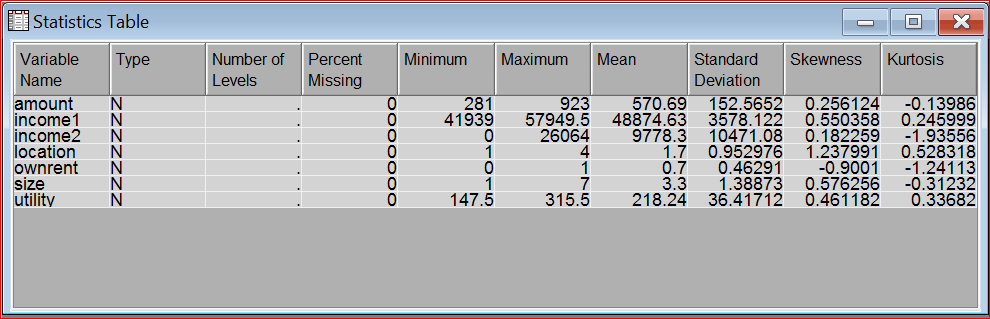 Statistics Table
Variable Name Type Number of Levels Percent Missing Minimum Maximum Mean Standard Deviation Skewness Kurtosis
amount N . 0 281 923 570.69 152.5652 0.256124 -0.13986
income1 N . 0 41939 57949.5 48874.63 3578.122 0.550358 0.245999
income2 N . 0 0 26064 9778.3 10471.08 0.182259 -1.93556
location N . 0 1 4 1.7 0.952976 1.237991 0.528318
ownrent N . 0 0 1 0.7 0.46291 -0.9001 -1.24113
size N . 0 1 7 3.3 1.38873 0.576256 -0.31232
utility N . 0 147.5 315.5 218.24 36.41712 0.461182 0.33682